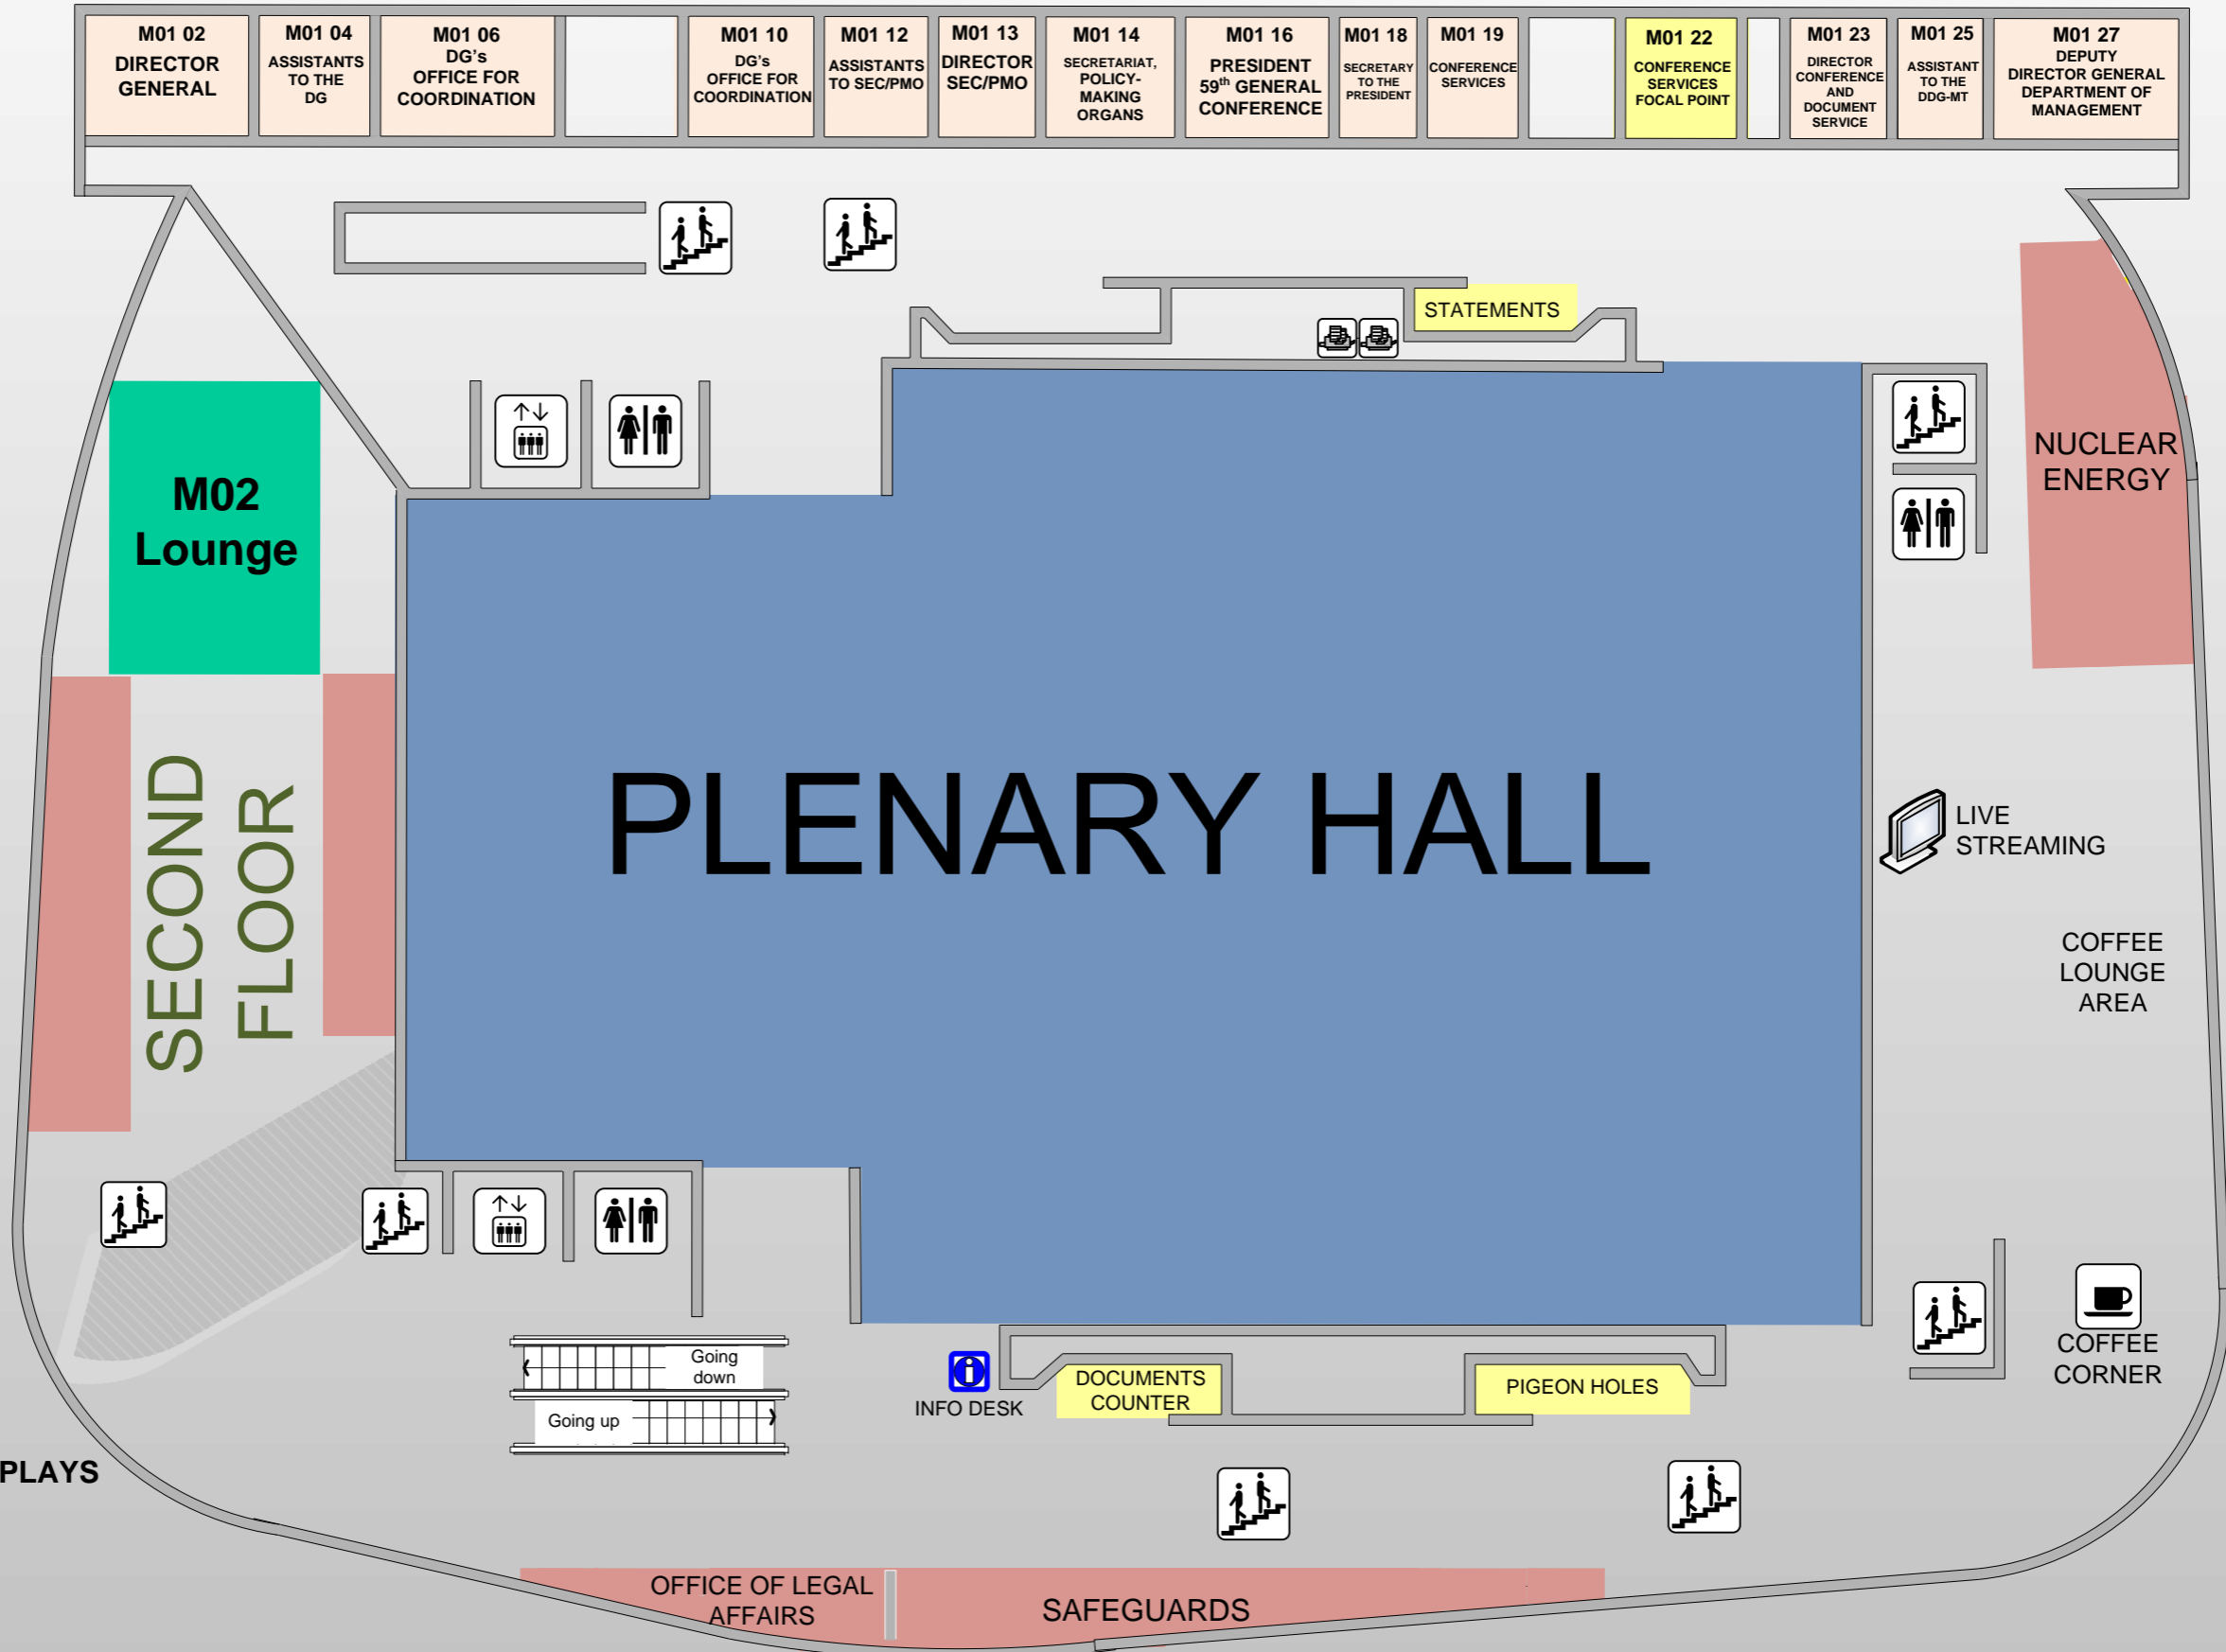 M01 02
DIRECTOR
GENERAL
M01 04
ASSISTANTS
TO THE
DG
M01 06
DG's
OFFICE FOR
COORDINATION
M01 10
DG's
OFFICE FOR
COORDINATION
M01 12
ASSISTANTS
TO SEC/PMO
M01 13
DIRECTOR
SEC/PMO
M01 14
SECRETARIAT,
POLICY-
MAKING
ORGANS
M01 16
PRESIDENT
59th GENERAL
CONFERENCE
M01 18
SECRETARY
TO THE
PRESIDENT
M01 19
CONFERENCE
SERVICES
M01 22
CONFERENCE
SERVICES
FOCAL POINT
M01 23
DIRECTOR
CONFERENCE
AND
DOCUMENT
SERVICE
M01 25
ASSISTANT
TO THE
DDG-MT
M01 27
DEPUTY
DIRECTOR GENERAL
DEPARTMENT OF
MANAGEMENT
STATEMENTS
NUCLEAR
ENERGY
M02
Lounge
SECOND
FLOOR
PLENARY HALL
LIVE
STREAMING
COFFEE
LOUNGE
AREA
COFFEE
CORNER
Going
down
Going up
INFO DESK
DOCUMENTS
COUNTER
PIGEON HOLES
PLAYS
OFFICE OF LEGAL
AFFAIRS
SAFEGUARDS